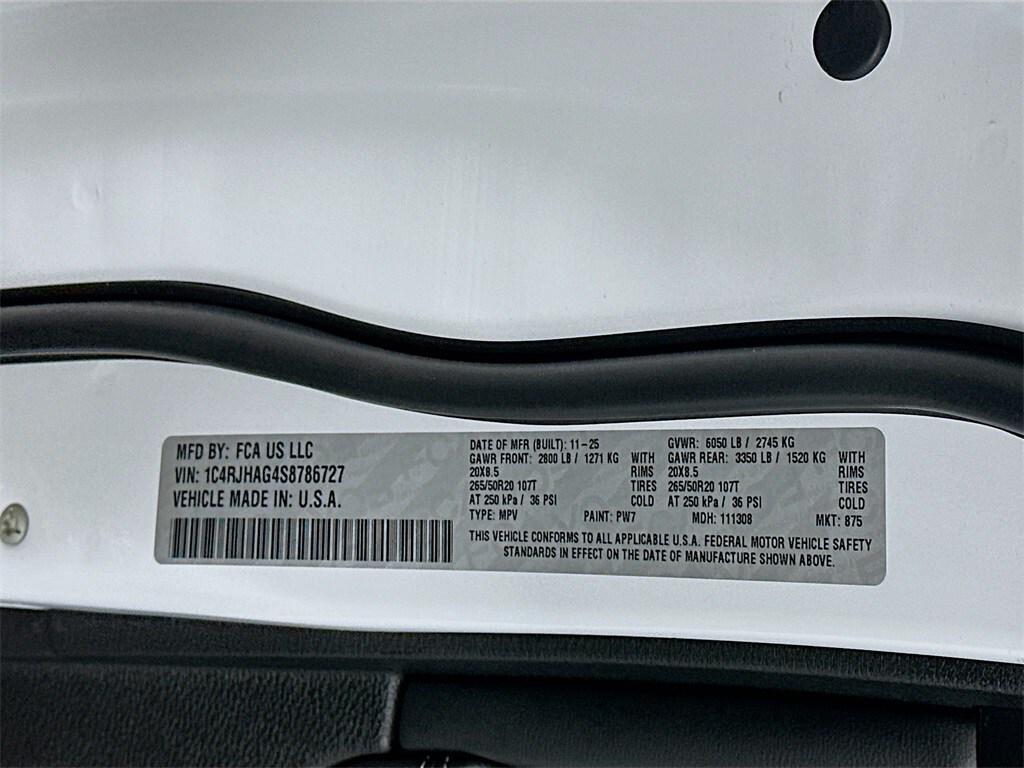 MFD BY: FCA US LLC
VIN: 1C4RJHAG4S8786727
VEHICLE MADE IN: U.S.A.
DATE OF MFR (BUILT): 11-25
GAWR FRONT: 2800 LB / 1271 KG WITH
20X8.5 RIMS
265/50R20 107T TIRES
AT 250 kPa / 36 PSI COLD
TYPE: MPV PAINT: PW7
GVWR: 6050 LB / 2745 KG
GAWR REAR: 3350 LB / 1520 KG WITH
20X8.5 RIMS
265/50R20 107T TIRES
AT 250 kPa / 36 PSI COLD
MDH: 111308 MKT: 875
THIS VEHICLE CONFORMS TO ALL APPLICABLE U.S.A. FEDERAL MOTOR VEHICLE SAFETY
STANDARDS IN EFFECT ON THE DATE OF MANUFACTURE SHOWN ABOVE.